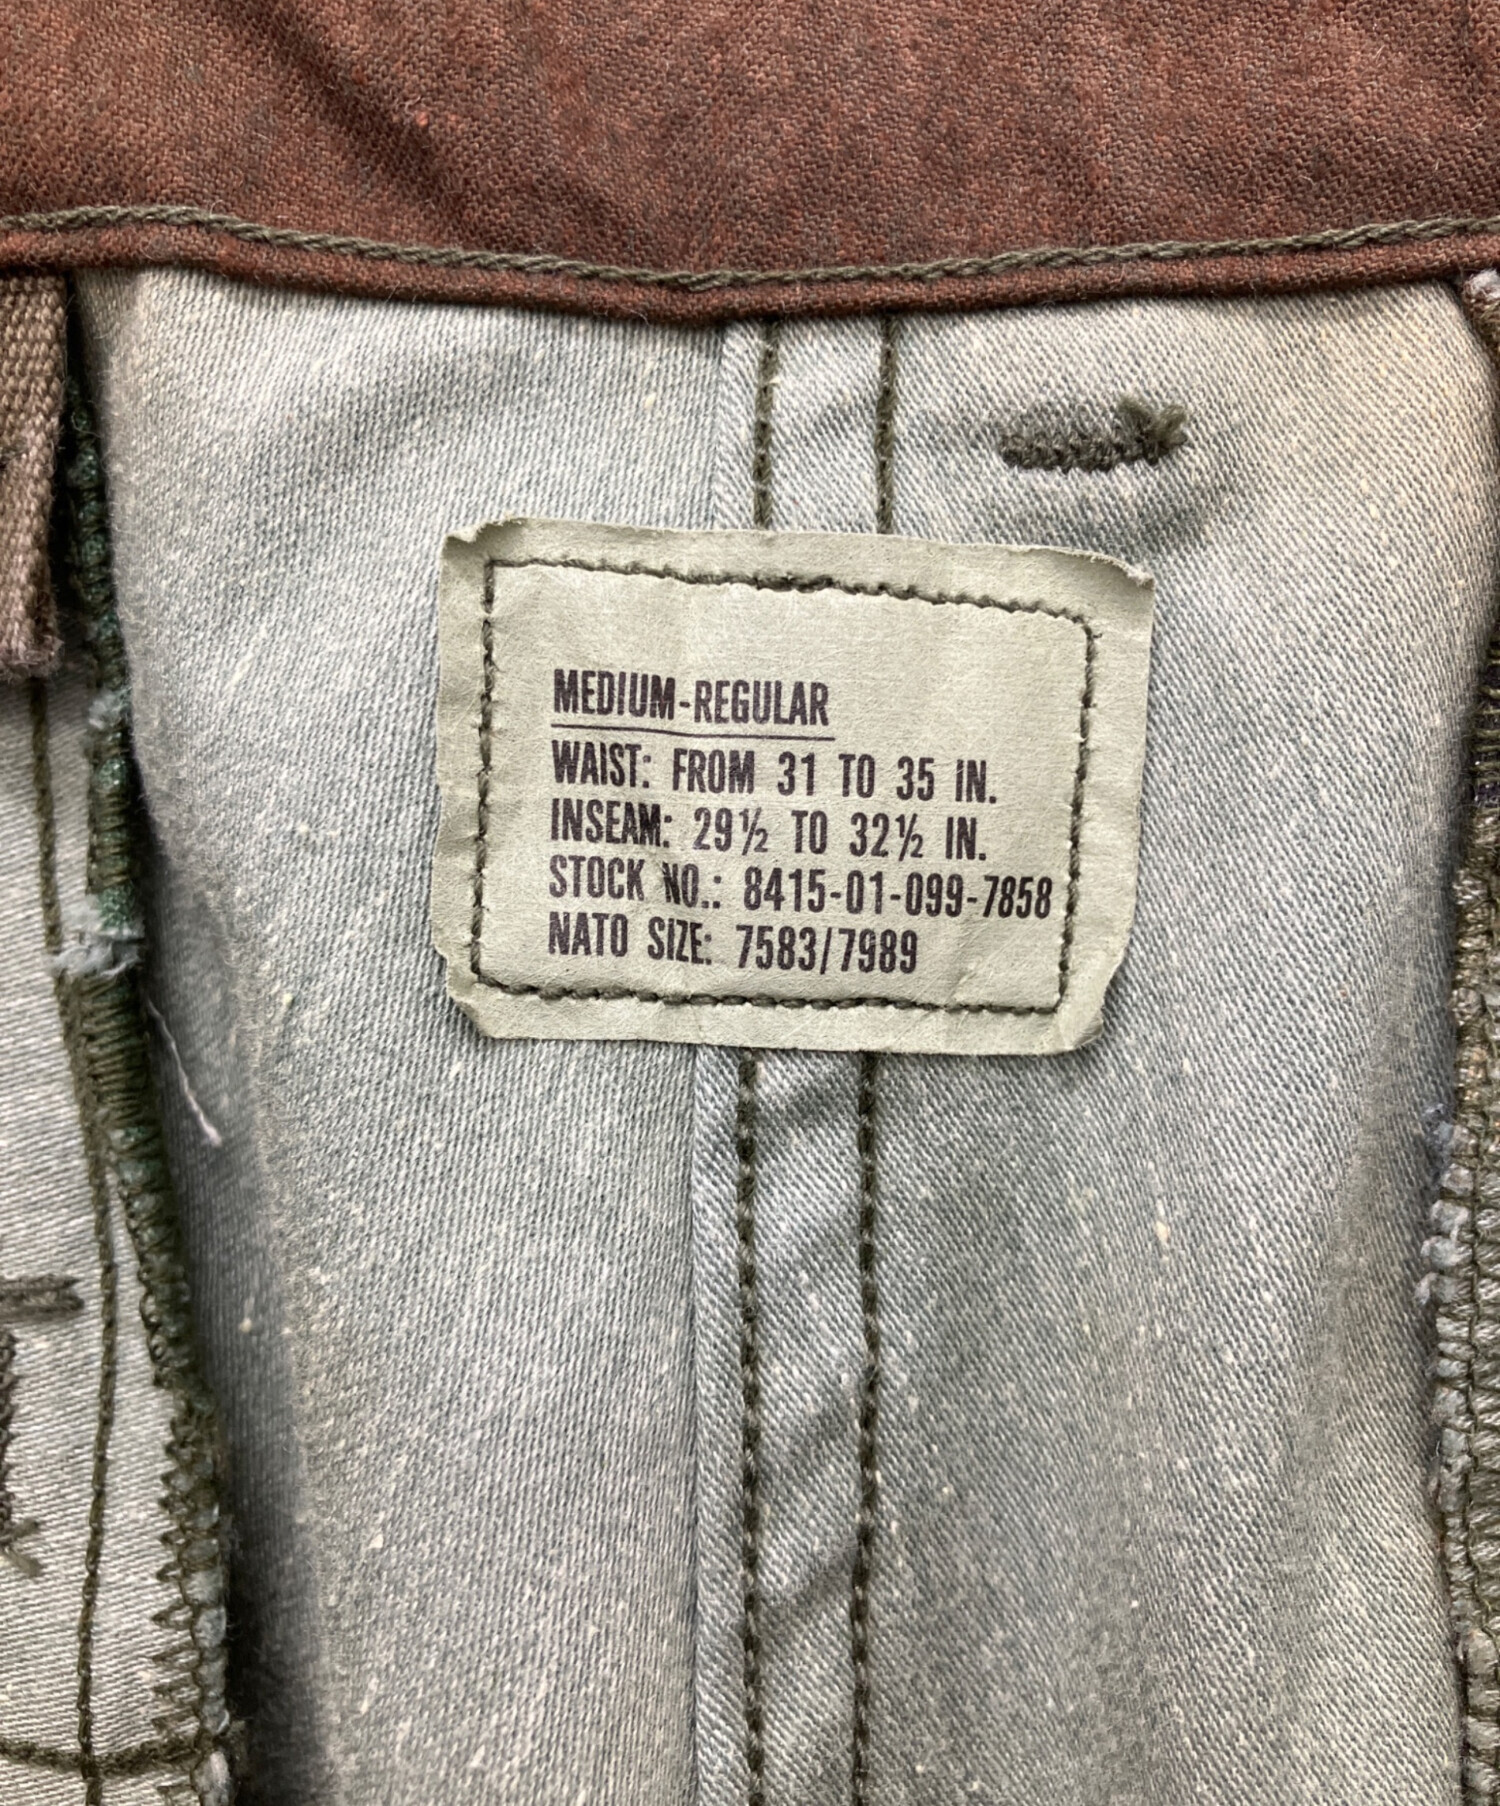 MEDIUM-REGULAR
WAIST: FROM 31 TO 35 IN.
INSEAM: 29½ TO 32½ IN.
STOCK NO.: 8415-01-099-7858
NATO SIZE: 7583/7989